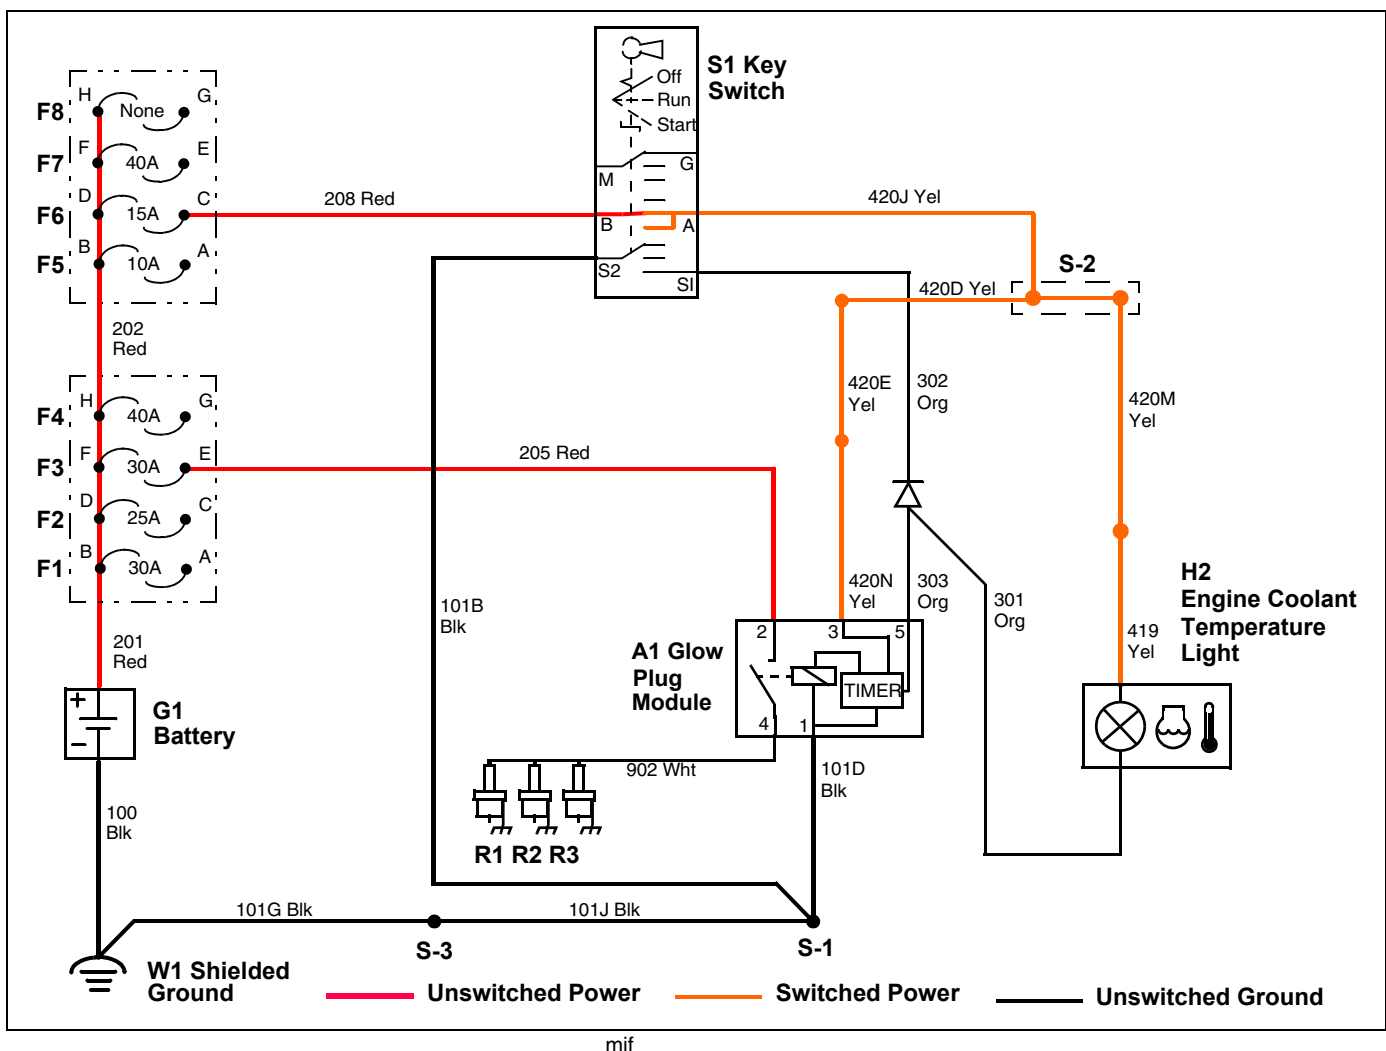 S1 Key
Switch
Off
Run
Start
M
G
B
A
S2
SI
F8
H
None
G
F7
F
40A
E
F6
D
15A
C
F5
B
10A
A
208 Red
420J Yel
S-2
420D Yel
202
Red
F4
H
40A
G
F3
F
30A
E
F2
D
25A
C
F1
B
30A
A
205 Red
420E
Yel
302
Org
420M
Yel
201
Red
101B
Blk
420N
Yel
303
Org
301
Org
419
Yel
H2
Engine Coolant
Temperature
Light
A1 Glow
Plug
Module
2
3
5
TIMER
4
1
+
−
G1
Battery
902 Wht
101D
Blk
100
Blk
R1 R2 R3
101G Blk
101J Blk
S-3
S-1
W1 Shielded
Ground
Unswitched Power
Switched Power
Unswitched Ground
mif